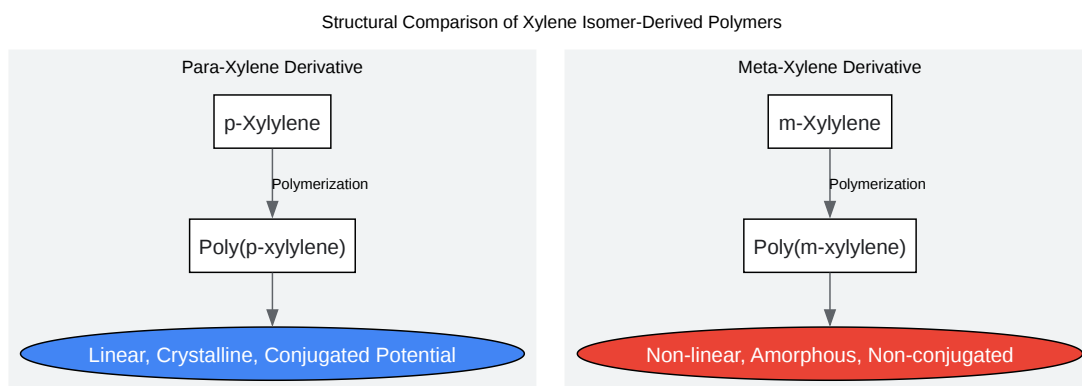 Structural Comparison of Xylene Isomer-Derived Polymers
Para-Xylene Derivative
p-Xylylene
Polymerization
Poly(p-xylylene)
Linear, Crystalline, Conjugated Potential
Meta-Xylene Derivative
m-Xylylene
Polymerization
Poly(m-xylylene)
Non-linear, Amorphous, Non-conjugated